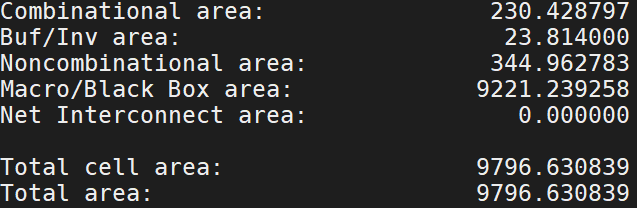 Combinational area: 230.428797
Buf/Inv area: 23.814000
Noncombinational area: 344.962783
Macro/Black Box area: 9221.239258
Net Interconnect area: 0.000000
Total cell area: 9796.630839
Total area: 9796.630839